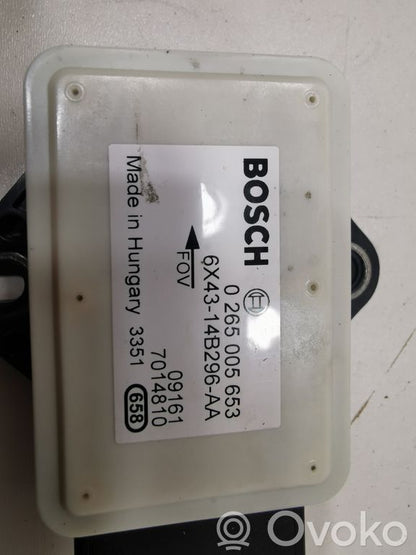 BOSCH
0 265 005 653
6X43-14B296-AA
FOV
09161
7014810
Made in Hungary 3351
658
Ovoko